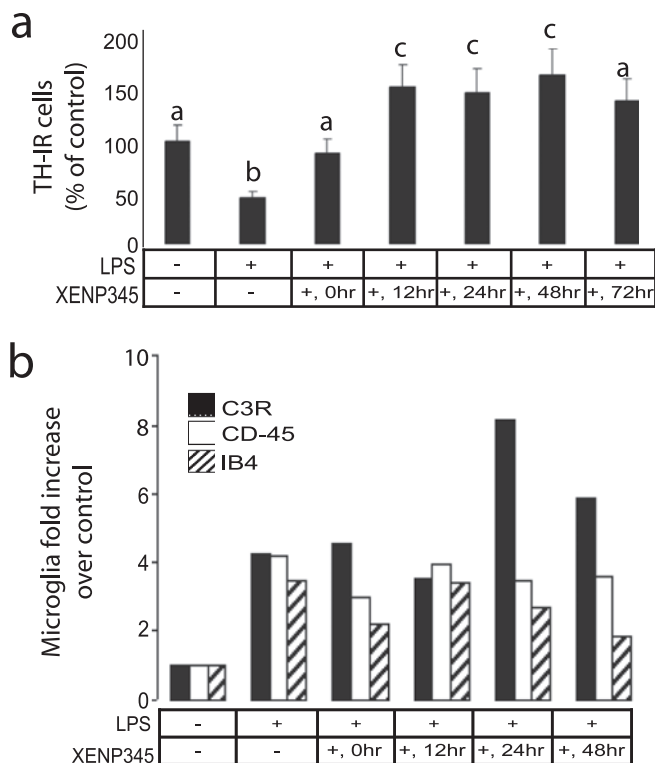 a
TH-IR cells
(% of control)
200
150
100
50
0
a
b
a
c
c
c
a
LPS - + + + + + +
XENP345 - - +, 0hr +, 12hr +, 24hr +, 48hr +, 72hr
b
Microglia fold increase
over control
10
8
6
4
2
0
C3R
CD-45
IB4
LPS - + + + + +
XENP345 - - +, 0hr +, 12hr +, 24hr +, 48hr